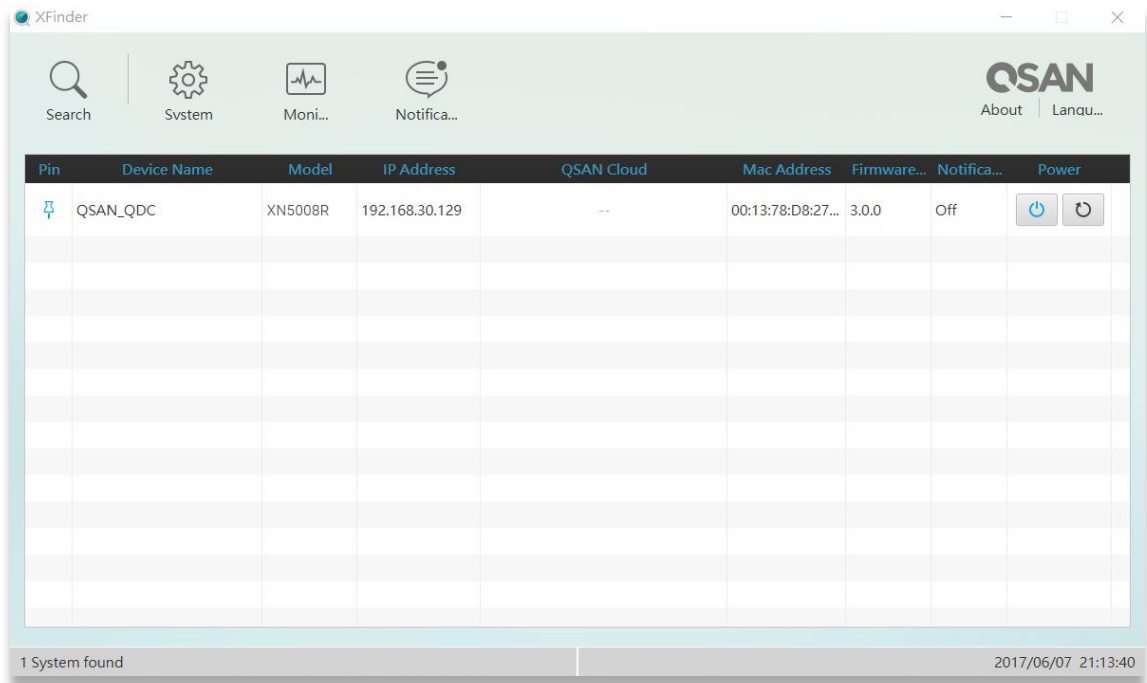 XFinder
Search
System
Moni...
Notifica...
QSAN
About
Langu...
Pin Device Name Model IP Address QSAN Cloud Mac Address Firmware... Notifica... Power
QSAN_QDC XN5008R 192.168.30.129 -- 00:13:78:D8:27... 3.0.0 Off
1 System found
2017/06/07 21:13:40